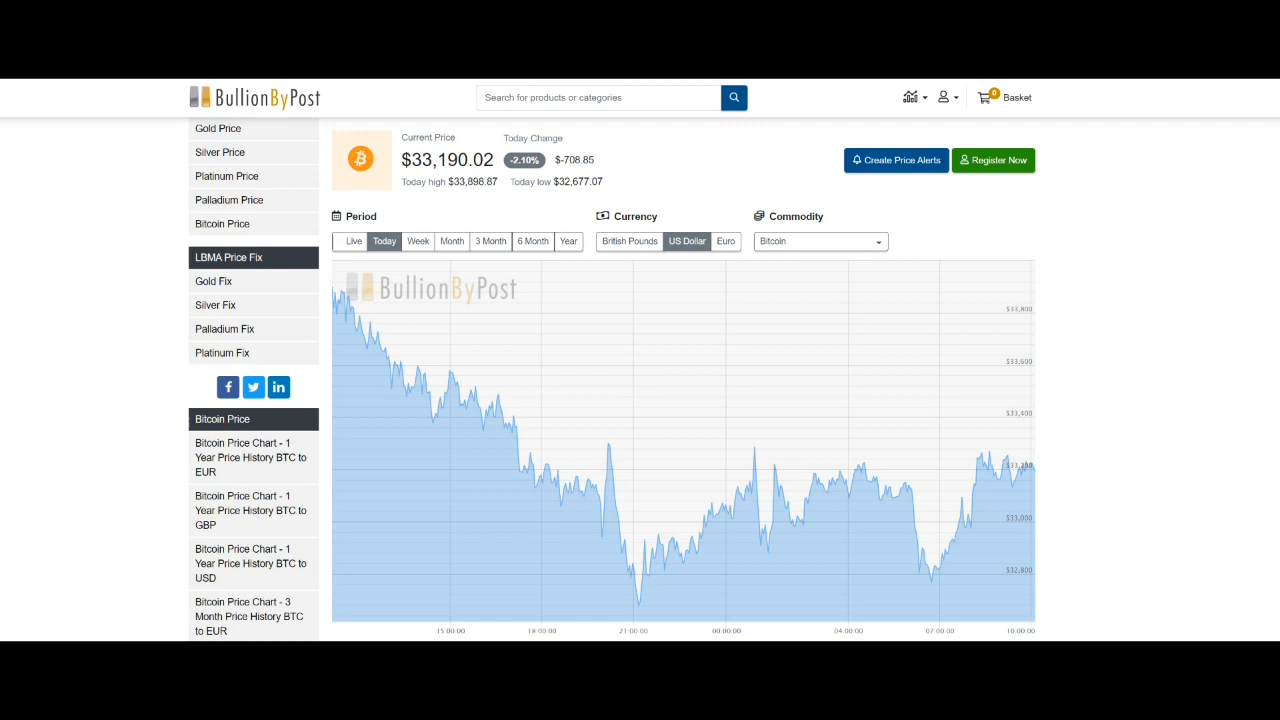 BullionByPost
Search for products or categories
0
Basket
Gold Price
Silver Price
Platinum Price
Palladium Price
Bitcoin Price
LBMA Price Fix
Gold Fix
Silver Fix
Palladium Fix
Platinum Fix
Bitcoin Price
Bitcoin Price Chart - 1
Year Price History BTC to
EUR
Bitcoin Price Chart - 1
Year Price History BTC to
GBP
Bitcoin Price Chart - 1
Year Price History BTC to
USD
Bitcoin Price Chart - 3
Month Price History BTC
to EUR
Current Price
Today Change
$33,190.02
-2.10%
$-708.85
Today high $33,898.87
Today low $32,677.07
Create Price Alerts
Register Now
Period
Currency
Commodity
Live Today Week Month 3 Month 6 Month Year
British Pounds US Dollar Euro
Bitcoin
BullionByPost
$33,800
$33,600
$33,400
$33,200
$33,000
$32,800
15:00:00 18:00:00 21:00:00 00:00:00 04:00:00 07:00:00 10:00:00